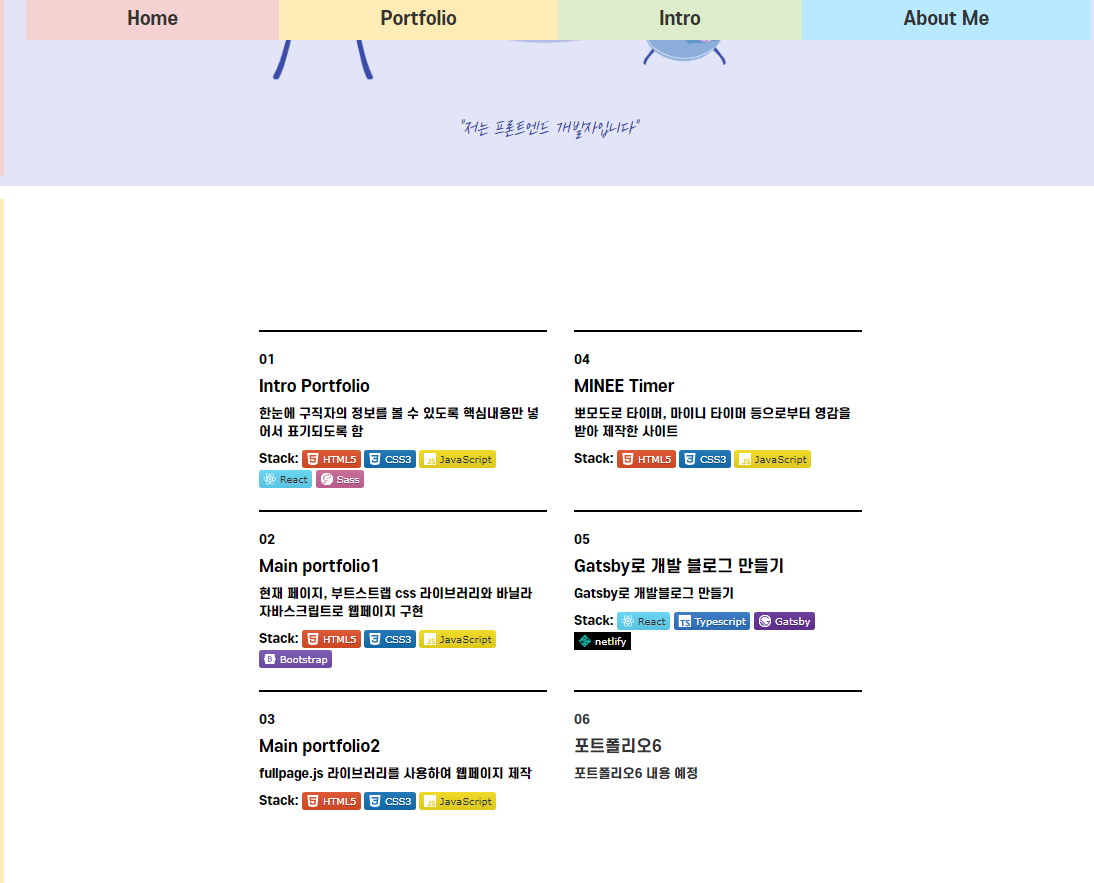 Home
Portfolio
Intro
About Me
"저는 프론트엔드 개발자입니다"
01
Intro Portfolio
한눈에 구직자의 정보를 볼 수 있도록 핵심내용만 넣
어서 표기되도록 함
Stack: HTML5 CSS3 JavaScript
React Sass
02
Main portfolio1
현재 페이지, 부트스트랩 css 라이브러리와 바닐라
자바스크립트로 웹페이지 구현
Stack: HTML5 CSS3 JavaScript
Bootstrap
03
Main portfolio2
fullpage.js 라이브러리를 사용하여 웹페이지 제작
Stack: HTML5 CSS3 JavaScript
04
MINEE Timer
뽀모도로 타이머, 마이니 타이머 등으로부터 영감을
받아 제작한 사이트
Stack: HTML5 CSS3 JavaScript
05
Gatsby로 개발 블로그 만들기
Gatsby로 개발블로그 만들기
Stack: React Typescript Gatsby
netlify
06
포트폴리오6
포트폴리오6 내용 예정